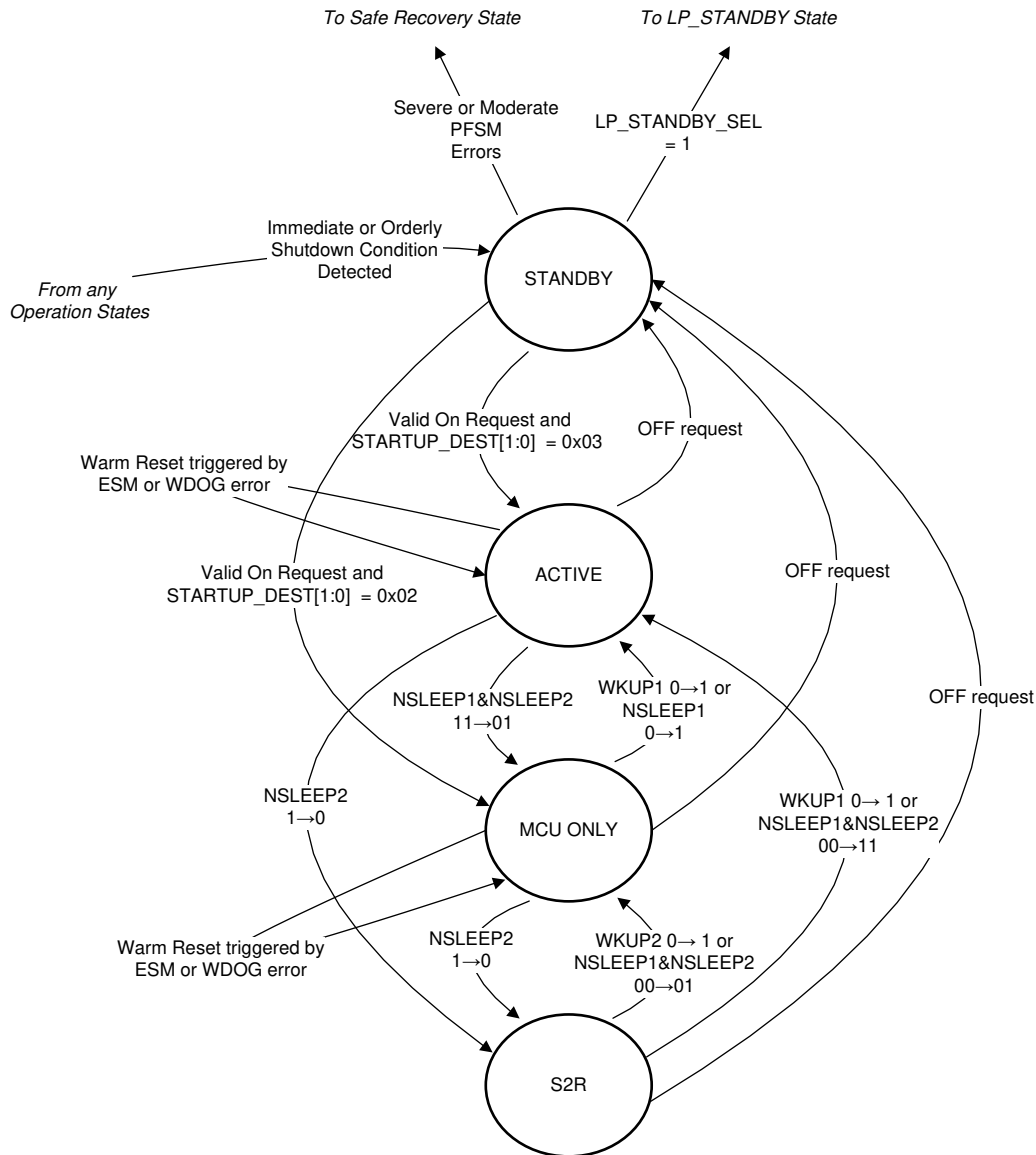 To Safe Recovery State
To LP_STANDBY State
Severe or Moderate
PFSM
Errors
LP_STANDBY_SEL
= 1
Immediate or Orderly
Shutdown Condition
Detected
From any
Operation States
STANDBY
Valid On Request and
STARTUP_DEST[1:0] = 0x03
OFF request
Warm Reset triggered by
ESM or WDOG error
ACTIVE
Valid On Request and
STARTUP_DEST[1:0] = 0x02
OFF request
NSLEEP1&NSLEEP2
11→01
WKUP1 0→1 or
NSLEEP1
0→1
OFF request
NSLEEP2
1→0
MCU ONLY
WKUP1 0→ 1 or
NSLEEP1&NSLEEP2
00→11
Warm Reset triggered by
ESM or WDOG error
NSLEEP2
1→0
WKUP2 0→ 1 or
NSLEEP1&NSLEEP2
00→01
S2R